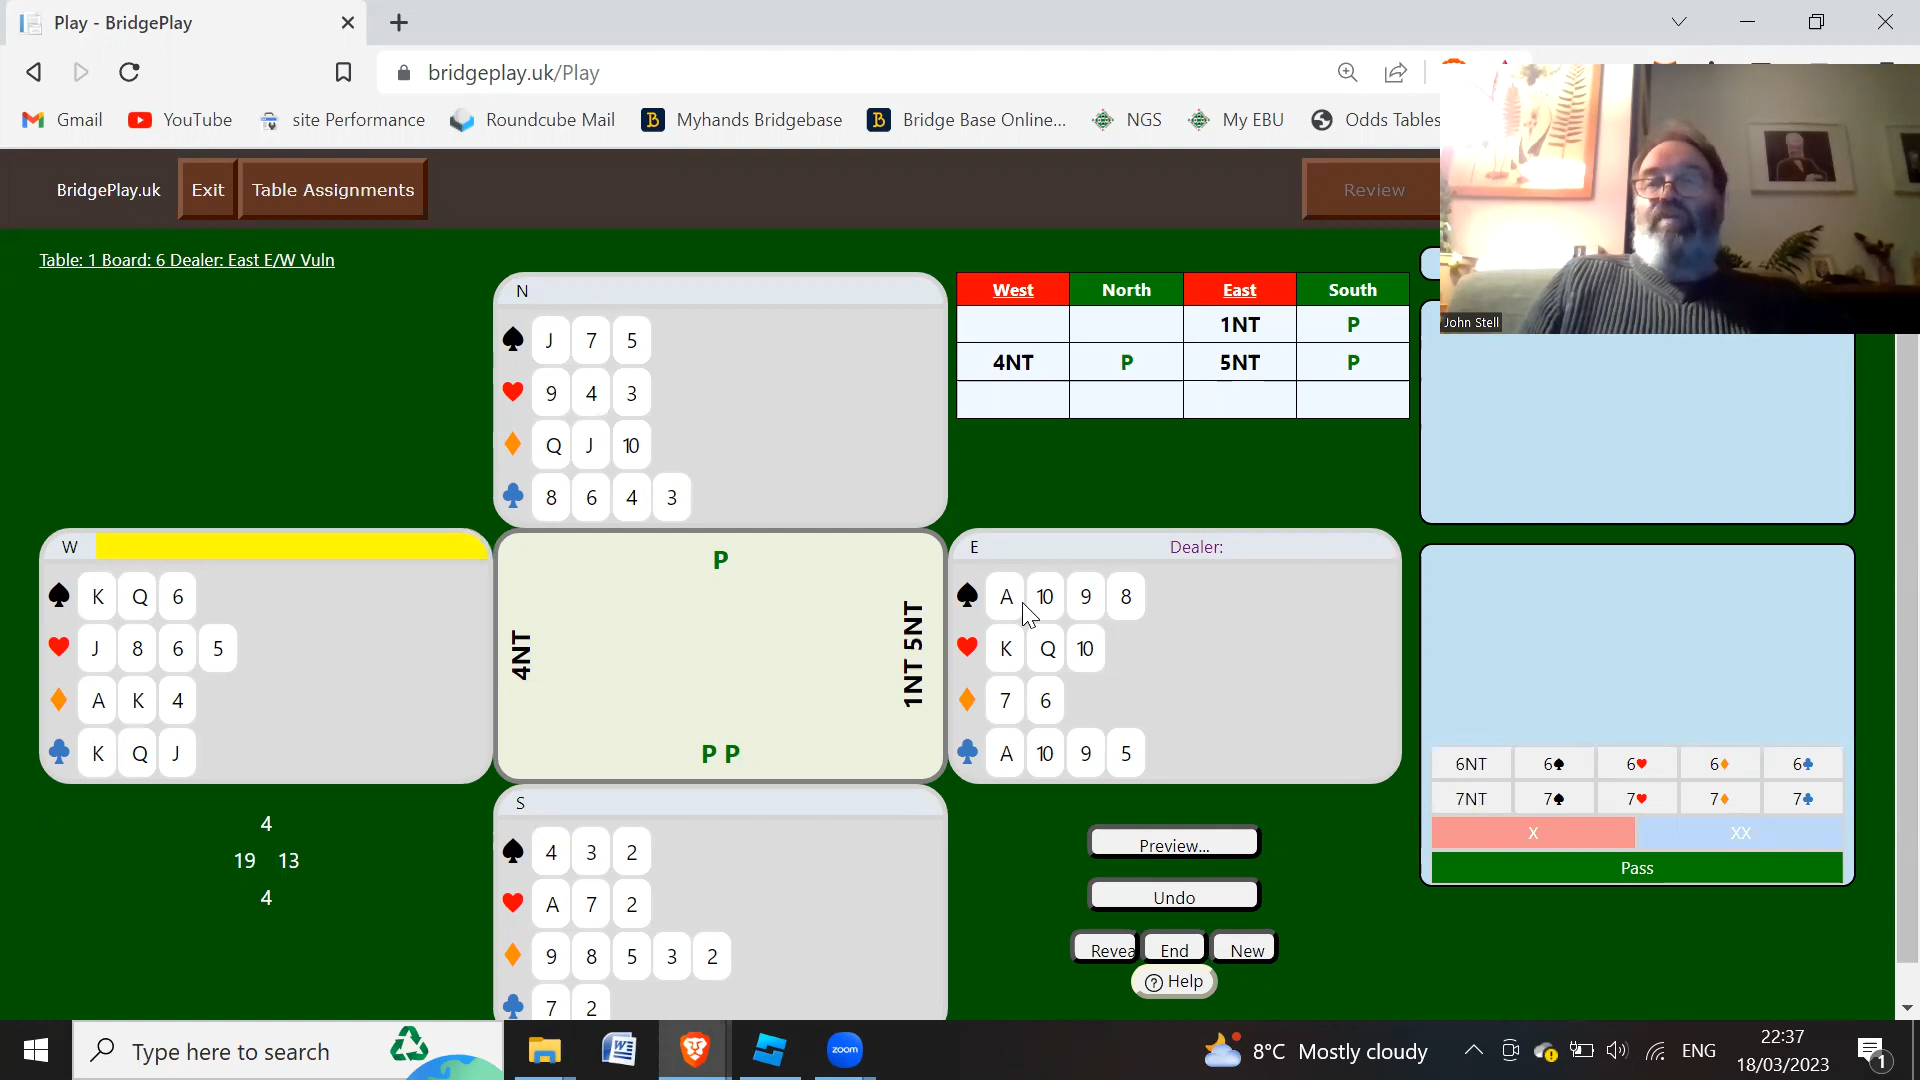 Play - BridgePlay
bridgeplay.uk/Play
Gmail YouTube site Performance Roundcube Mail B Myhands Bridgebase B Bridge Base Online... NGS My EBU Odds Tables
BridgePlay.uk Exit Table Assignments Review
Table: 1 Board: 6 Dealer: East E/W Vuln
John Stell
West North East South
1NT P
4NT P 5NT P
N
J 7 5
9 4 3
Q J 10
8 6 4 3
W
K Q 6
J 8 6 5
A K 4
K Q J
P
4NT
1NT 5NT
P P
E Dealer:
A 10 9 8
K Q 10
7 6
A 10 9 5
S
4 3 2
A 7 2
9 8 5 3 2
7 2
4
19 13
4
Preview...
Undo
Revea End New
? Help
6NT 6♠ 6♥ 6♦ 6♣
7NT 7♠ 7♥ 7♦ 7♣
X XX
Pass
Type here to search
zoom
8°C Mostly cloudy
ENG
22:37
18/03/2023
1